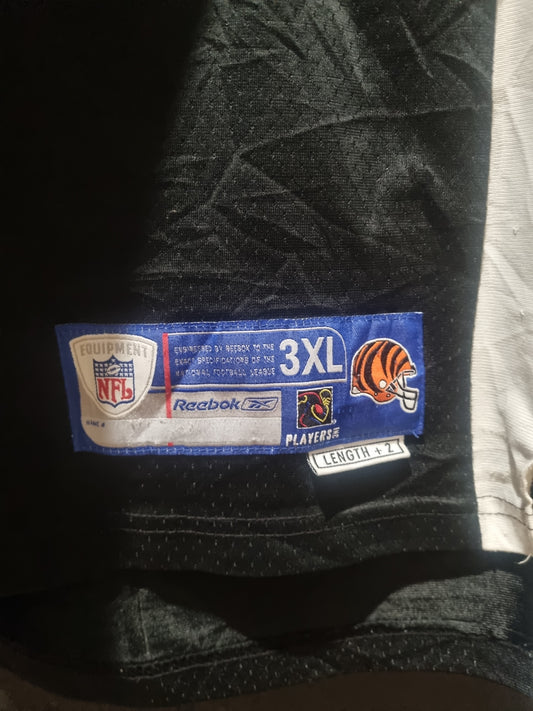 EQUIPMENT
NFL
ENGINEERED BY REEBOK TO THE
EXACT SPECIFICATIONS OF THE
NATIONAL FOOTBALL LEAGUE
3XL
Reebok
PLAYERS INC
LENGTH + 2